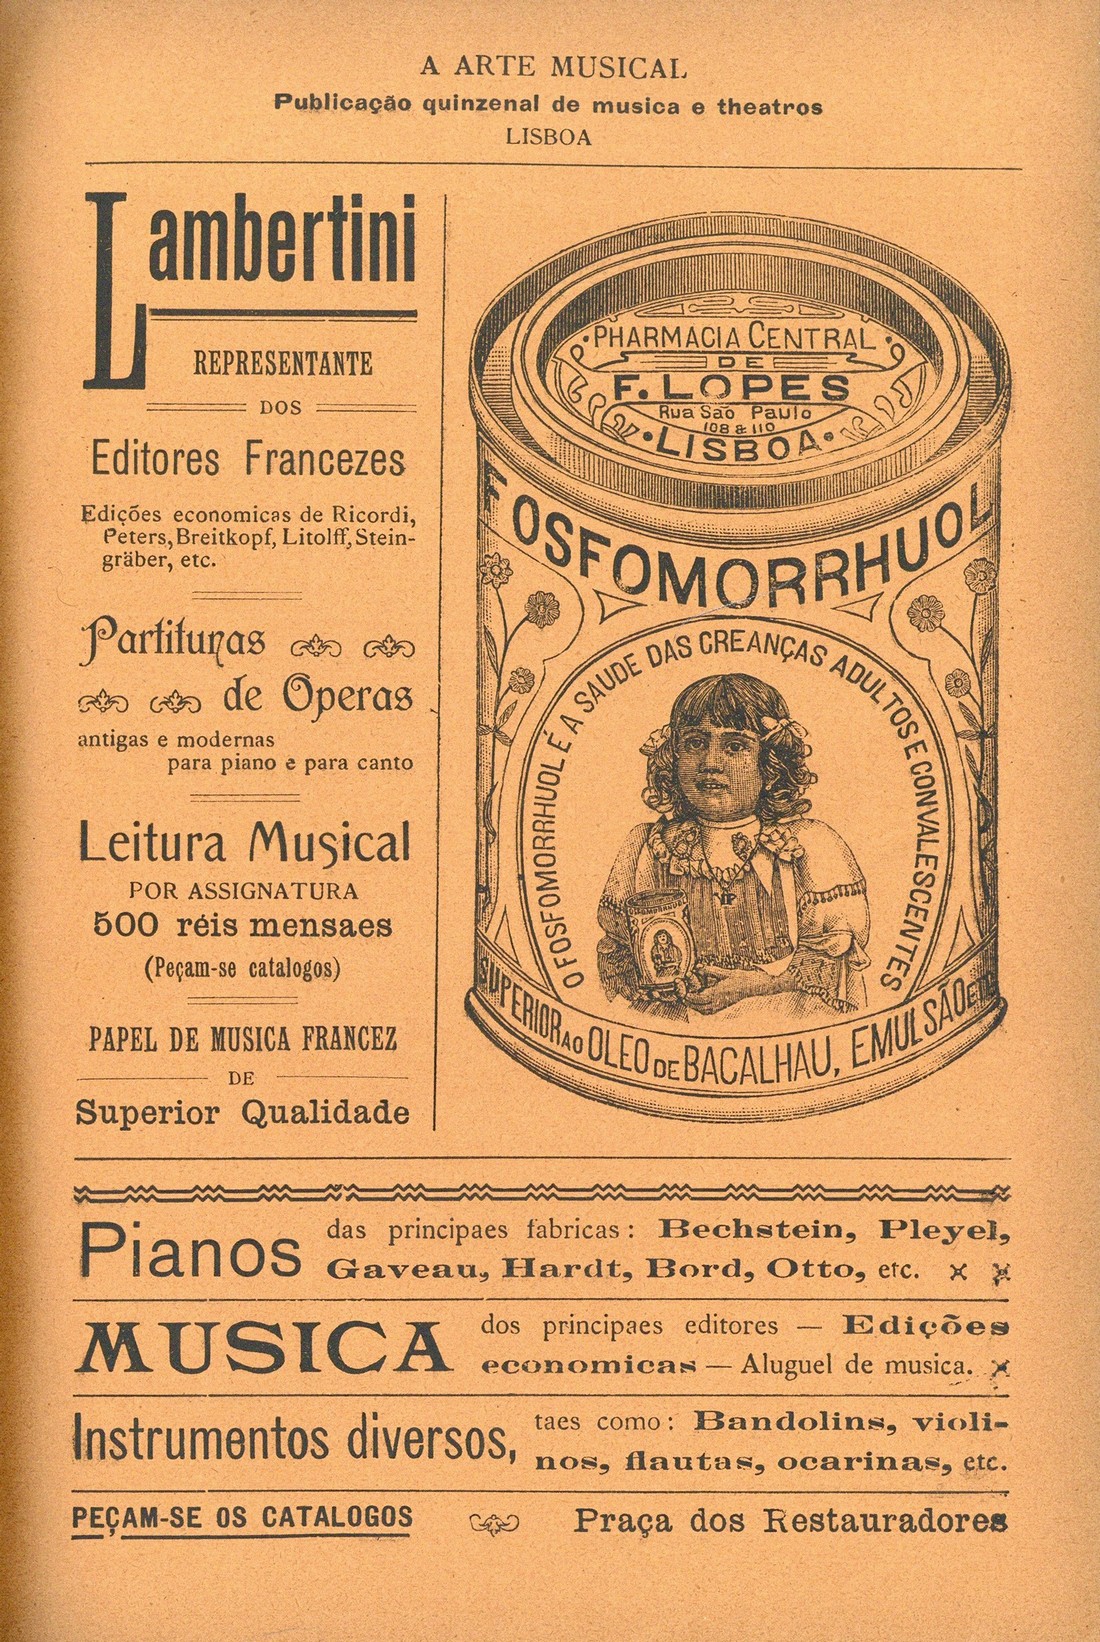 A ARTE MUSICAL
Publicação quinzenal de musica e theatros
LISBOA
Lambertini
REPRESENTANTE
DOS
Editores Francezes
Edições economicas de Ricordi,
Peters, Breitkopf, Litolff, Stein-
gräber, etc.
Partituras
de Operas
antigas e modernas
para piano e para canto
Leitura Musical
POR ASSIGNATURA
500 réis mensaes
(Peçam-se catalogos)
PAPEL DE MUSICA FRANCEZ
DE
Superior Qualidade
PHARMACIA CENTRAL
DE
F. LOPES
Rua São Paulo
108 & 110
LISBOA
FOSFOMORRHUOL
O FOSFOMORRHUOL É A SAUDE DAS CREANÇAS ADULTOS E CONVALESCENTES
SUPERIOR AO OLEO DE BACALHAU, EMULSÃO ETC
Pianos das principaes fabricas: Bechstein, Pleyel,
Gaveau, Hardt, Bord, Otto, etc.
MUSICA dos principaes editores — Edições
economicas — Aluguel de musica.
Instrumentos diversos, taes como: Bandolins, violi-
nos, flautas, ocarinas, etc.
PEÇAM-SE OS CATALOGOS Praça dos Restauradores